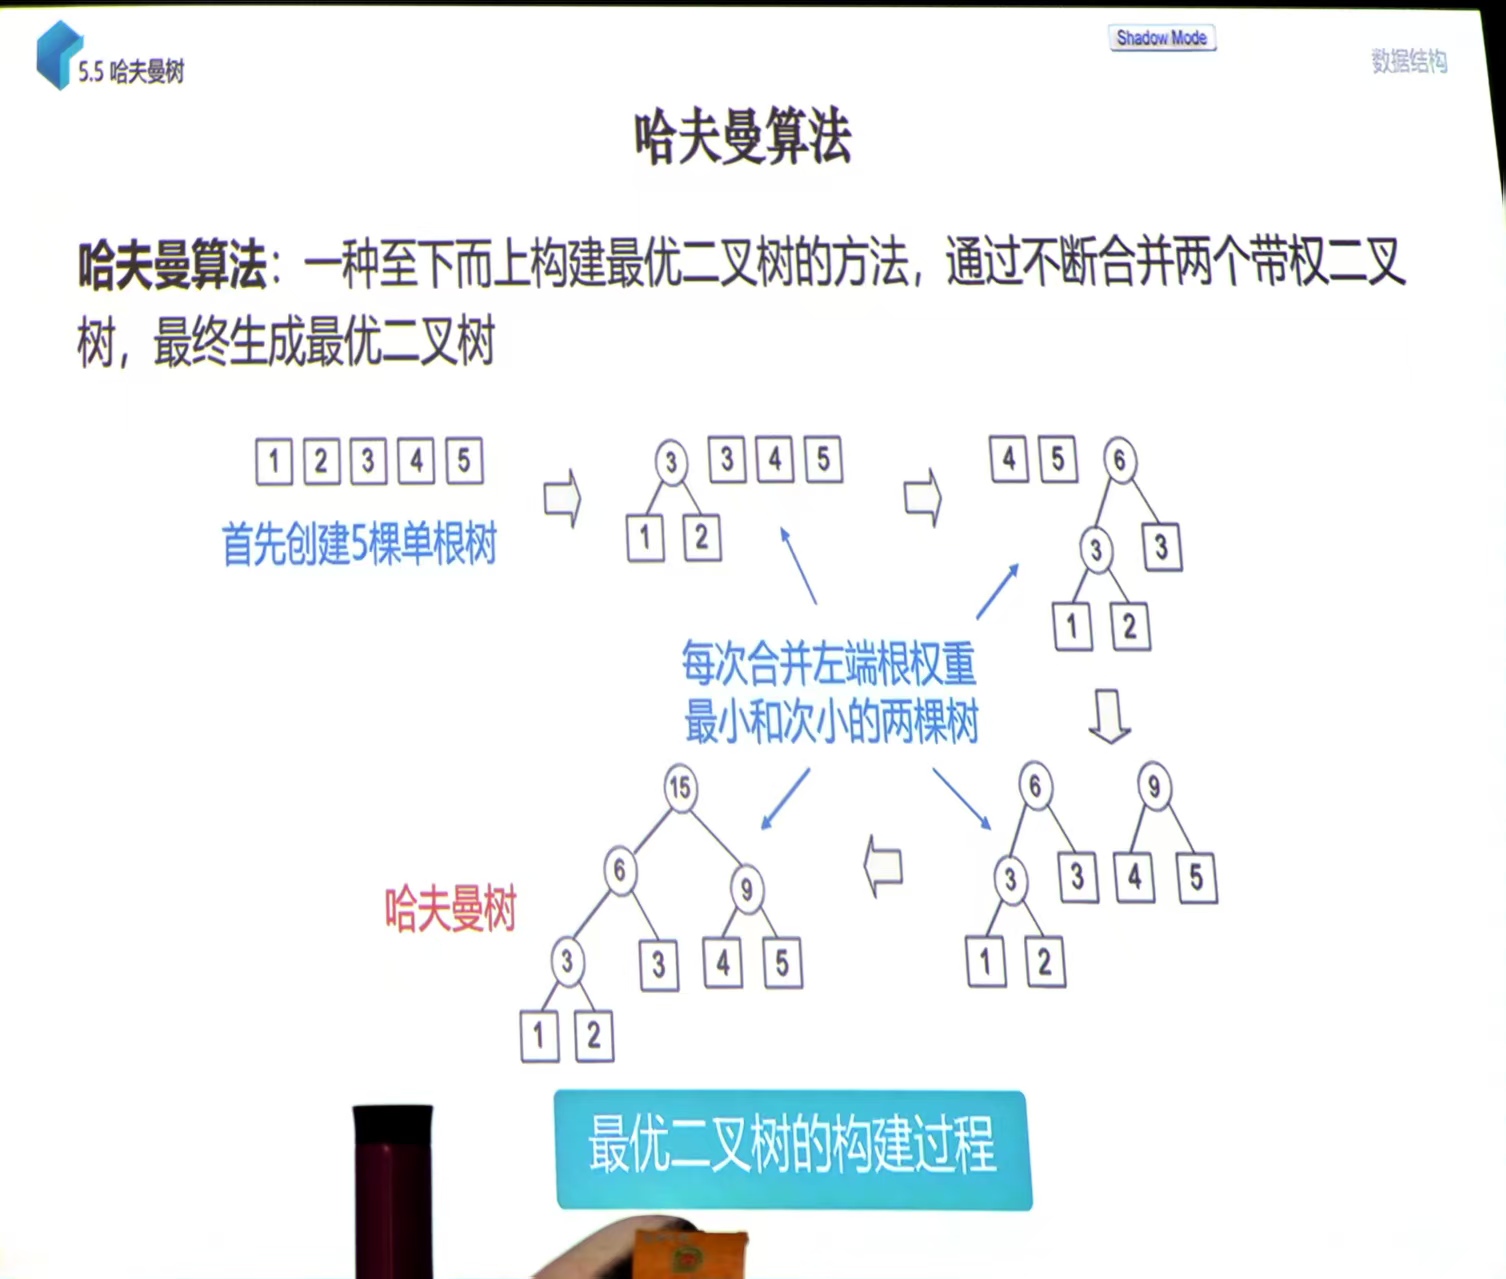 Shadow Mode
5.5 哈夫曼树
数据结构
哈夫曼算法
哈夫曼算法：一种至下而上构建最优二叉树的方法，通过不断合并两个带权二叉
树，最终生成最优二叉树
1 2 3 4 5
首先创建5棵单根树
3 3 4 5
1 2
4 5 6
3 3
1 2
每次合并左端根权重
最小和次小的两棵树
6 9
3 3 4 5
1 2
15
6 9
3 3 4 5
1 2
哈夫曼树
最优二叉树的构建过程